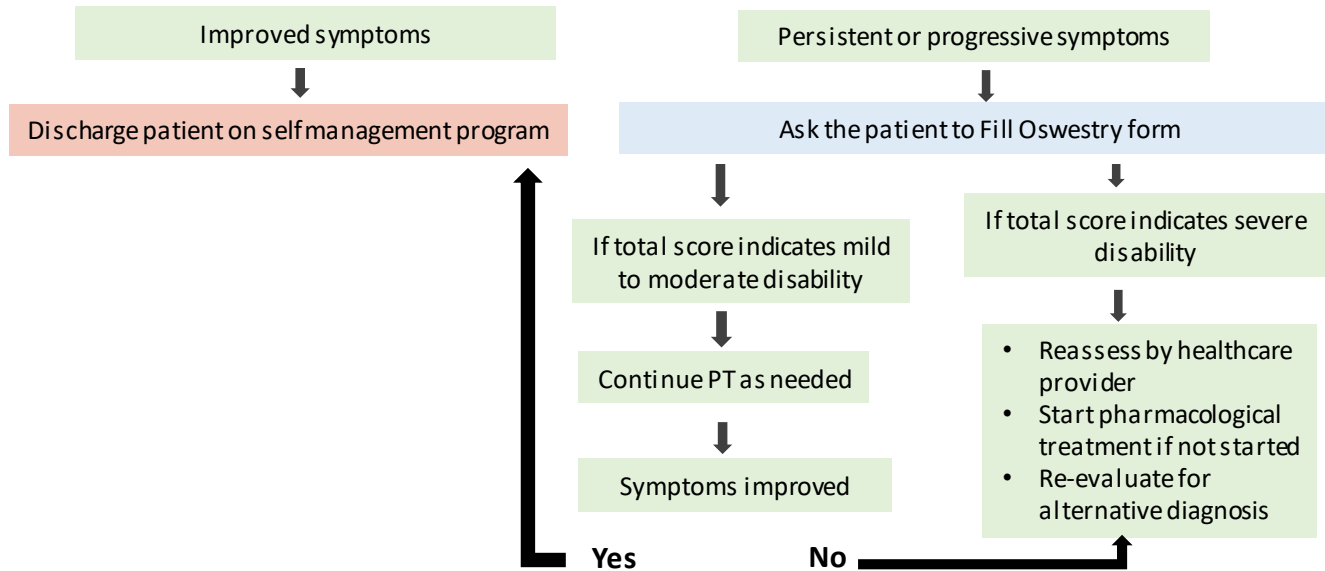 Improved symptoms
Discharge patient on self management program
Persistent or progressive symptoms
Ask the patient to Fill Oswestry form
If total score indicates mild
to moderate disability
Continue PT as needed
Symptoms improved
If total score indicates severe
disability
• Reassess by healthcare
provider
• Start pharmacological
treatment if not started
• Re-evaluate for
alternative diagnosis
Yes
No